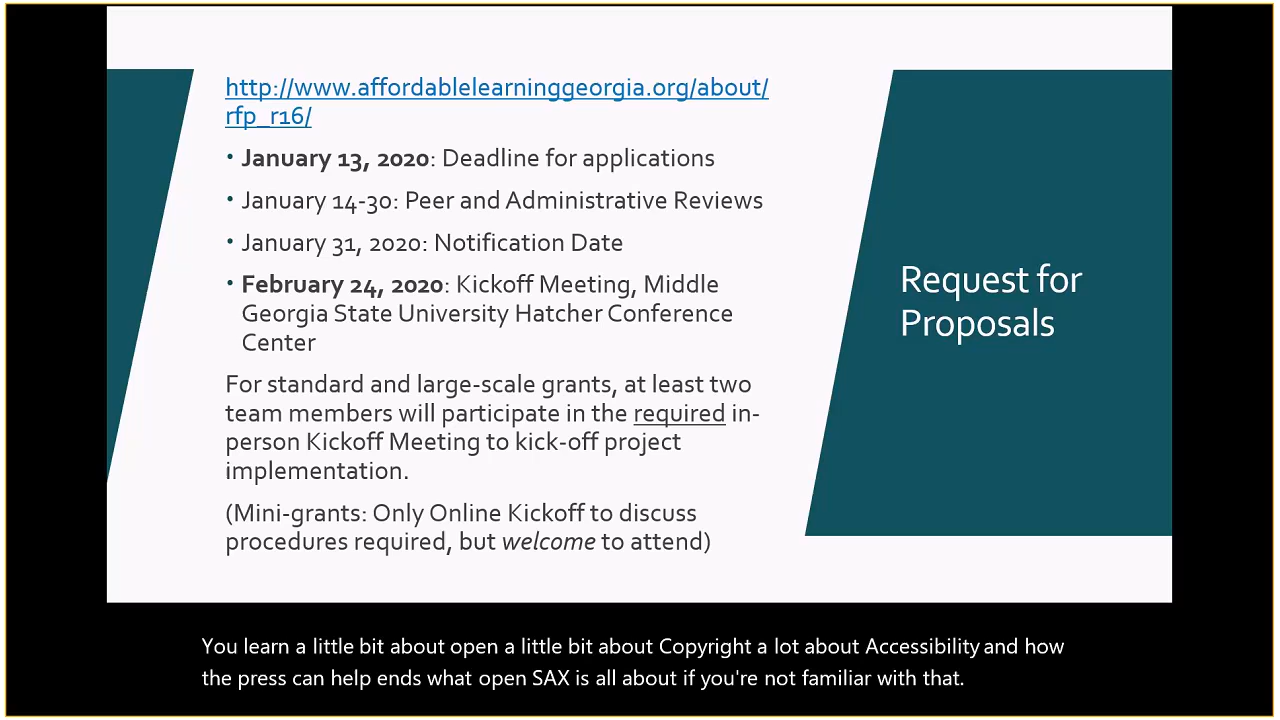 http://www.affordablelearninggeorgia.org/about/
rfp_r16/
• January 13, 2020: Deadline for applications
• January 14-30: Peer and Administrative Reviews
• January 31, 2020: Notification Date
• February 24, 2020: Kickoff Meeting, Middle
Georgia State University Hatcher Conference
Center
For standard and large-scale grants, at least two
team members will participate in the required in-
person Kickoff Meeting to kick-off project
implementation.
(Mini-grants: Only Online Kickoff to discuss
procedures required, but welcome to attend)
Request for
Proposals
You learn a little bit about open a little bit about Copyright a lot about Accessibility and how
the press can help ends what open SAX is all about if you're not familiar with that.